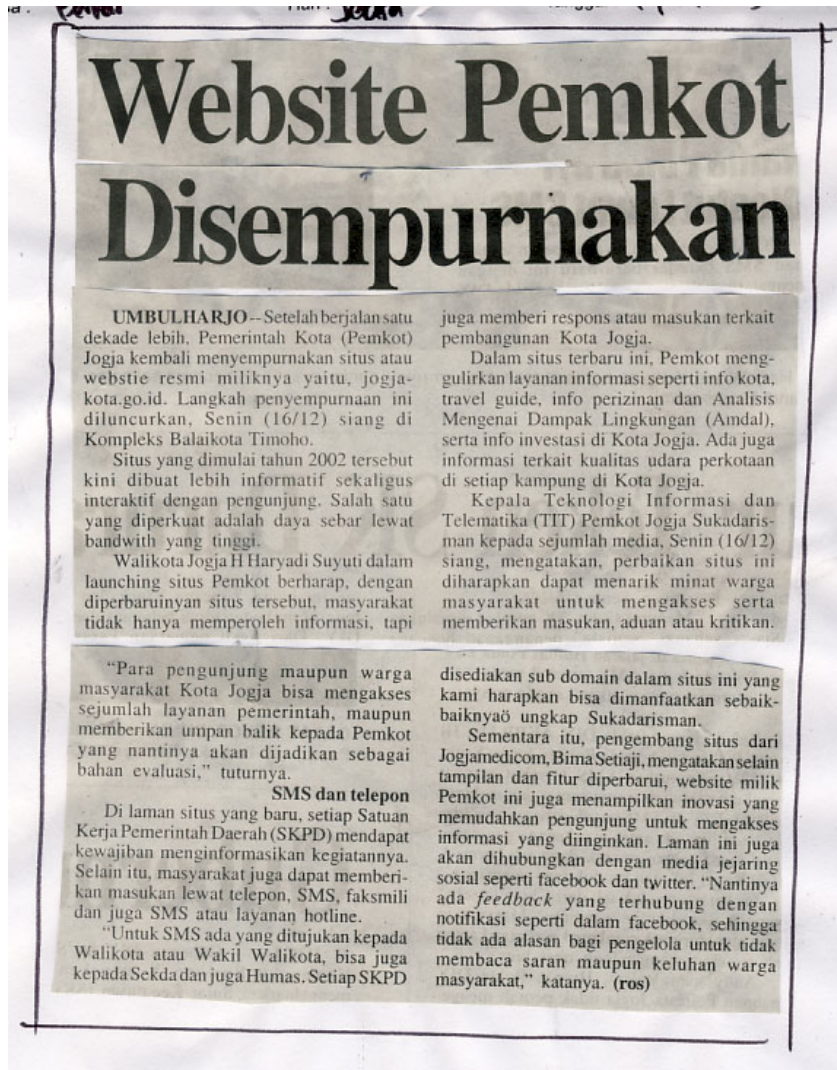 Website Pemkot
Disempurnakan
UMBULHARJO--Setelah berjalan satu
dekade lebih, Pemerintah Kota (Pemkot)
Jogja kembali menyempurnakan situs atau
webstie resmi miliknya yaitu, jogja-
kota.go.id. Langkah penyempurnaan ini
diluncurkan, Senin (16/12) siang di
Kompleks Balaikota Timoho.
Situs yang dimulai tahun 2002 tersebut
kini dibuat lebih informatif sekaligus
interaktif dengan pengunjung. Salah satu
yang diperkuat adalah daya sebar lewat
bandwith yang tinggi.
Walikota Jogja H Haryadi Suyuti dalam
launching situs Pemkot berharap, dengan
diperbaruinyan situs tersebut, masyarakat
tidak hanya memperoleh informasi, tapi
juga memberi respons atau masukan terkait
pembangunan Kota Jogja.
Dalam situs terbaru ini, Pemkot meng-
gulirkan layanan informasi seperti info kota,
travel guide, info perizinan dan Analisis
Mengenai Dampak Lingkungan (Amdal),
serta info investasi di Kota Jogja. Ada juga
informasi terkait kualitas udara perkotaan
di setiap kampung di Kota Jogja.
Kepala Teknologi Informasi dan
Telematika (TIT) Pemkot Jogja Sukadaris-
man kepada sejumlah media, Senin (16/12)
siang, mengatakan, perbaikan situs ini
diharapkan dapat menarik minat warga
masyarakat untuk mengakses serta
memberikan masukan, aduan atau kritikan.
"Para pengunjung maupun warga
masyarakat Kota Jogja bisa mengakses
sejumlah layanan pemerintah, maupun
memberikan umpan balik kepada Pemkot
yang nantinya akan dijadikan sebagai
bahan evaluasi," tuturnya.
SMS dan telepon
Di laman situs yang baru, setiap Satuan
Kerja Pemerintah Daerah (SKPD) mendapat
kewajiban menginformasikan kegiatannya.
Selain itu, masyarakat juga dapat memberi-
kan masukan lewat telepon, SMS, faksmili
dan juga SMS atau layanan hotline.
"Untuk SMS ada yang ditujukan kepada
Walikota atau Wakil Walikota, bisa juga
kepada Sekda dan juga Humas. Setiap SKPD
disediakan sub domain dalam situs ini yang
kami harapkan bisa dimanfaatkan sebaik-
baiknyaö ungkap Sukadarisman.
Sementara itu, pengembang situs dari
Jogjamedicom, Bima Setiaji, mengatakan selain
tampilan dan fitur diperbarui, website milik
Pemkot ini juga menampilkan inovasi yang
memudahkan pengunjung untuk mengakses
informasi yang diinginkan. Laman ini juga
akan dihubungkan dengan media jejaring
sosial seperti facebook dan twitter. "Nantinya
ada feedback yang terhubung dengan
notifikasi seperti dalam facebook, sehingga
tidak ada alasan bagi pengelola untuk tidak
membaca saran maupun keluhan warga
masyarakat," katanya. (ros)